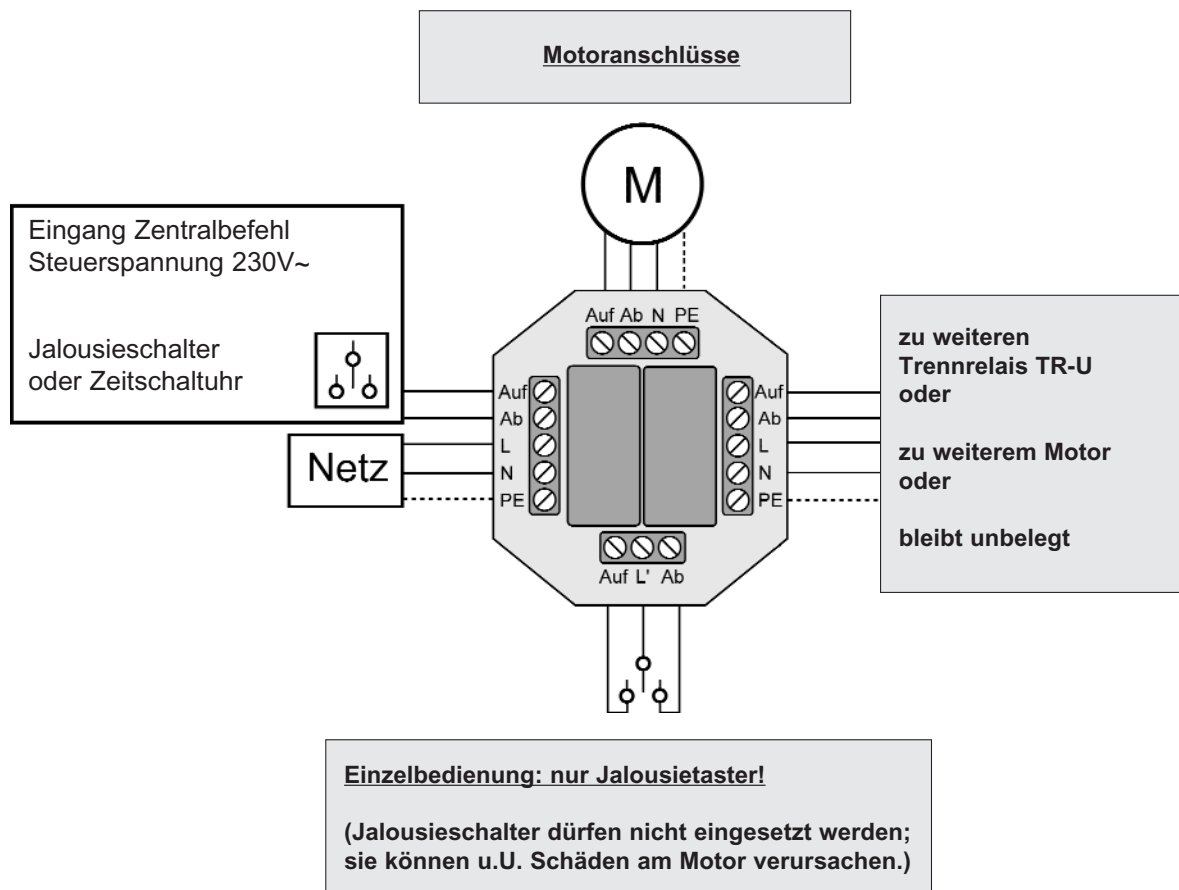 Motoranschlüsse
M
Eingang Zentralbefehl
Steuerspannung 230V~
Jalousieschalter
oder Zeitschaltuhr
Netz
Auf Ab N PE
Auf
Ab
L
N
PE
Auf
Ab
L
N
PE
Auf L' Ab
zu weiteren
Trennrelais TR-U
oder
zu weiterem Motor
oder
bleibt unbelegt
Einzelbedienung: nur Jalousietaster!
(Jalousieschalter dürfen nicht eingesetzt werden;
sie können u.U. Schäden am Motor verursachen.)